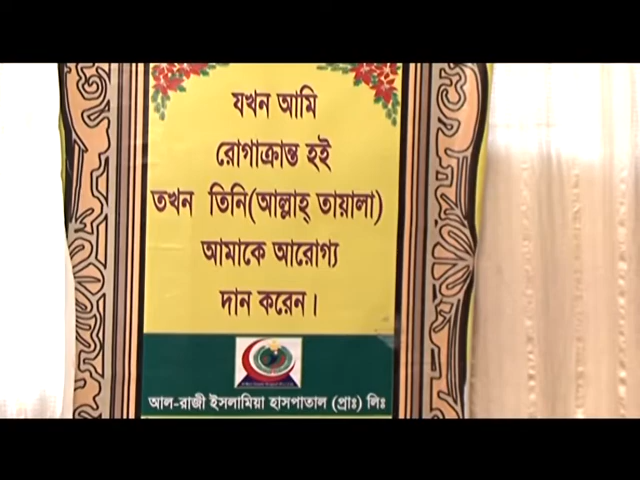 যখন আমি
রোগাক্রান্ত হই
তখন তিনি(আল্লাহ্ তায়ালা)
আমাকে আরোগ্য
দান করেন।
আল-রাজী ইসলামিয়া হাসপাতাল (প্রাঃ) লিঃ